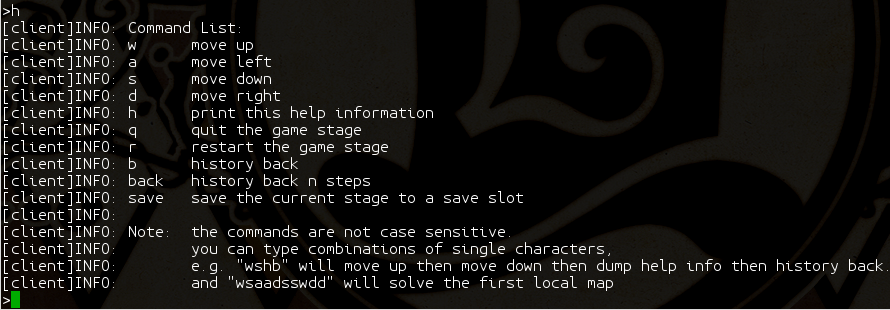 >h
[client]INFO: Command List:
[client]INFO: w move up
[client]INFO: a move left
[client]INFO: s move down
[client]INFO: d move right
[client]INFO: h print this help information
[client]INFO: q quit the game stage
[client]INFO: r restart the game stage
[client]INFO: b history back
[client]INFO: back history back n steps
[client]INFO: save save the current stage to a save slot
[client]INFO:
[client]INFO: Note: the commands are not case sensitive.
[client]INFO: you can type combinations of single characters,
[client]INFO: e.g. "wshb" will move up then move down then dump help info then history back.
[client]INFO: and "wsaadsswdd" will solve the first local map
>